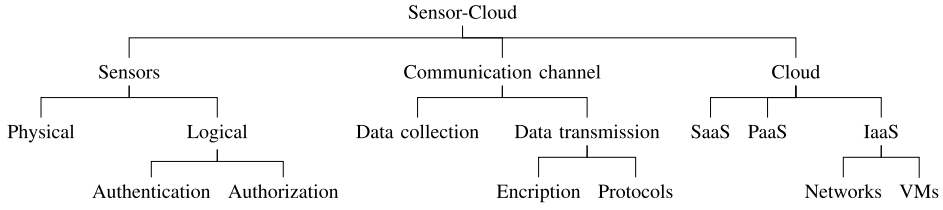 Sensor-Cloud
Sensors Communication channel Cloud
Physical Logical Data collection Data transmission SaaS PaaS IaaS
Authentication Authorization Encription Protocols Networks VMs